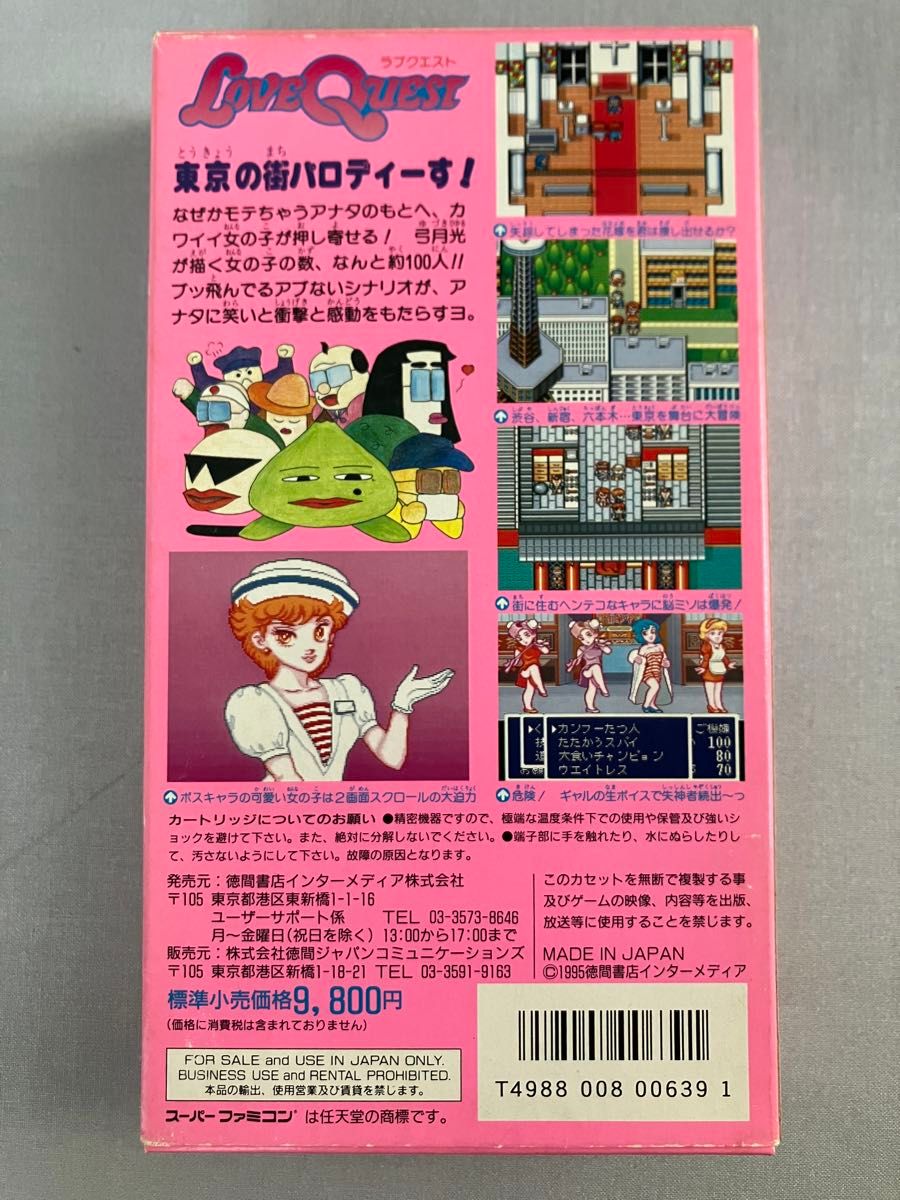 ラブクエスト
LOVE QUEST
とうきょう まち
東京の街パロディーす!
なぜかモテちゃうアナタのもとへ、カ
ワイイ女の子が押し寄せる! 弓月光
が描く女の子の数、なんと約100人!!
ブッ飛んでるアブないシナリオが、ア
ナタに笑いと衝撃と感動をもたらすヨ。
失踪してしまった花嫁を君は捜し出せるか?
渋谷、新宿、六本木…東京を舞台に大冒険
街に住むヘンテコなキャラに脳ミソは爆発!
カンフーたつ人 ご機嫌
たたかうスパイ 100
大食いチャンピョン 80
ウエイトレス 70
ボスキャラの可愛い女の子は2画面スクロールの大迫力
危険! ギャルの生ボイスで失神者続出~っ
カートリッジについてのお願い ●精密機器ですので、極端な温度条件下での使用や保管及び強いシ
ョックを避けて下さい。また、絶対に分解しないでください。●端子部に手を触れたり、水にぬらしたりし
て、汚さないようにして下さい。故障の原因となります。
発売元:徳間書店インターメディア株式会社
〒105 東京都港区東新橋1-1-16
ユーザーサポート係 TEL 03-3573-8646
月~金曜日(祝日を除く) 13:00から17:00まで
販売元:株式会社徳間ジャパンコミュニケーションズ
〒105 東京都港区新橋1-18-21 TEL 03-3591-9163
このカセットを無断で複製する事
及びゲームの映像、内容等を出版、
放送等に使用することを禁じます。
MADE IN JAPAN
©1995徳間書店インターメディア
標準小売価格9,800円
(価格に消費税は含まれておりません)
FOR SALE and USE IN JAPAN ONLY.
BUSINESS USE and RENTAL PROHIBITED.
本品の輸出、使用営業及び賃貸を禁じます。
スーパーファミコン®は任天堂の商標です。
T4988 008 00639 1